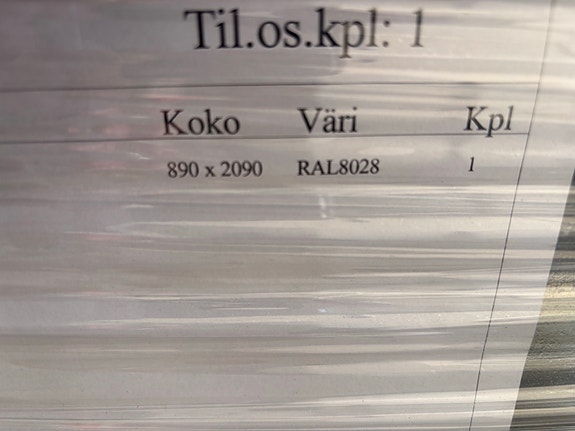 Til.os.kpl: 1
Koko Väri Kpl
890 x 2090 RAL8028 1